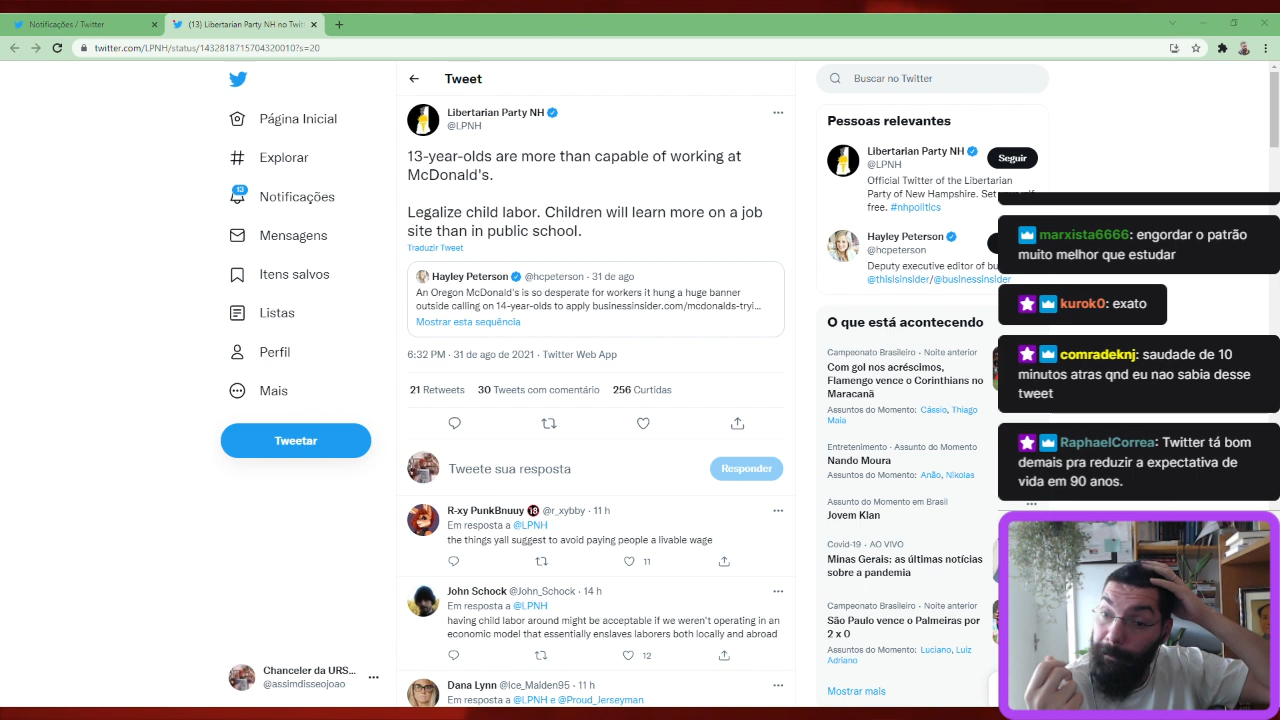 Notificações / Twitter
(13) Libertarian Party NH no Twit
twitter.com/LPNH/status/1432818715704320010?s=20
Página Inicial
Explorar
13
Notificações
Mensagens
Itens salvos
Listas
Perfil
Mais
Tweetar
Chanceler da URS...
@assimdisseojoao
Tweet
Libertarian Party NH
@LPNH
13-year-olds are more than capable of working at
McDonald's.
Legalize child labor. Children will learn more on a job
site than in public school.
Traduzir Tweet
Hayley Peterson @hcpeterson · 31 de ago
An Oregon McDonald's is so desperate for workers it hung a huge banner
outside calling on 14-year-olds to apply businessinsider.com/mcdonalds-tryi...
Mostrar esta sequência
6:32 PM · 31 de ago de 2021 · Twitter Web App
21 Retweets 30 Tweets com comentário 256 Curtidas
Tweete sua resposta
Responder
R-xy PunkBnuuy 🔞 @r_xybby · 11 h
Em resposta a @LPNH
the things yall suggest to avoid paying people a livable wage
11
John Schock @John_Schock · 14 h
Em resposta a @LPNH
having child labor around might be acceptable if we weren't operating in an
economic model that essentially enslaves laborers both locally and abroad
12
Dana Lynn @Ice_Maiden95 · 11 h
Em resposta a @LPNH e @Proud_Jerseyman
Buscar no Twitter
Pessoas relevantes
Libertarian Party NH
@LPNH
Seguir
Official Twitter of the Libertarian
Party of New Hampshire.
free. #nhpolitics
Hayley Peterson
@hcpeterson
Deputy executive editor of
@thisisinsider/@businessinsider
O que está acontecendo
Campeonato Brasileiro · Noite anterior
Com gol nos acréscimos,
Flamengo vence o Corinthians no
Maracanã
Assuntos do Momento: Cássio, Thiago
Maia
Entretenimento · Assunto do Momento
Nando Moura
Assuntos do Momento: Anão, Nikolas
Assunto do Momento em Brasil
Jovem Klan
Covid-19 · AO VIVO
Minas Gerais: as últimas notícias
sobre a pandemia
Campeonato Brasileiro · Noite anterior
São Paulo vence o Palmeiras por
2 x 0
Assuntos do Momento: Luciano, Luiz
Adriano
Mostrar mais
marxista6666: engordar o patrão
muito melhor que estudar
kurok0: exato
comradeknj: saudade de 10
minutos atras qnd eu nao sabia desse
tweet
RaphaelCorrea: Twitter tá bom
demais pra reduzir a expectativa de
vida em 90 anos.